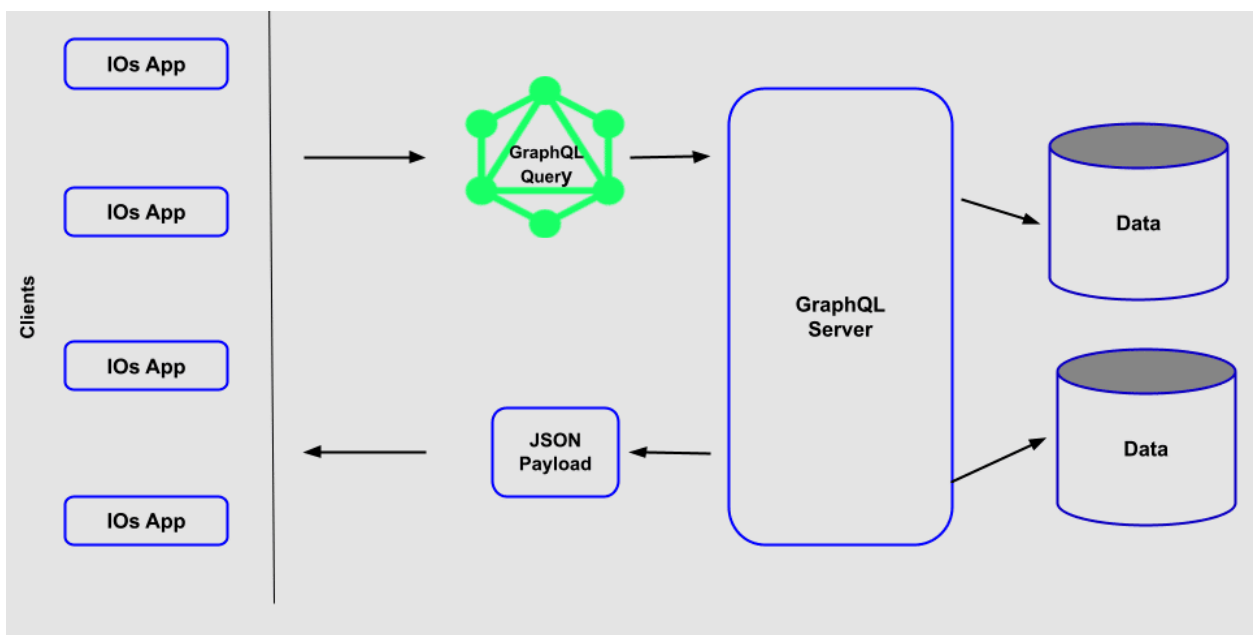 Clients
IOs App
IOs App
IOs App
IOs App
GraphQL
Query
GraphQL
Server
JSON
Payload
Data
Data